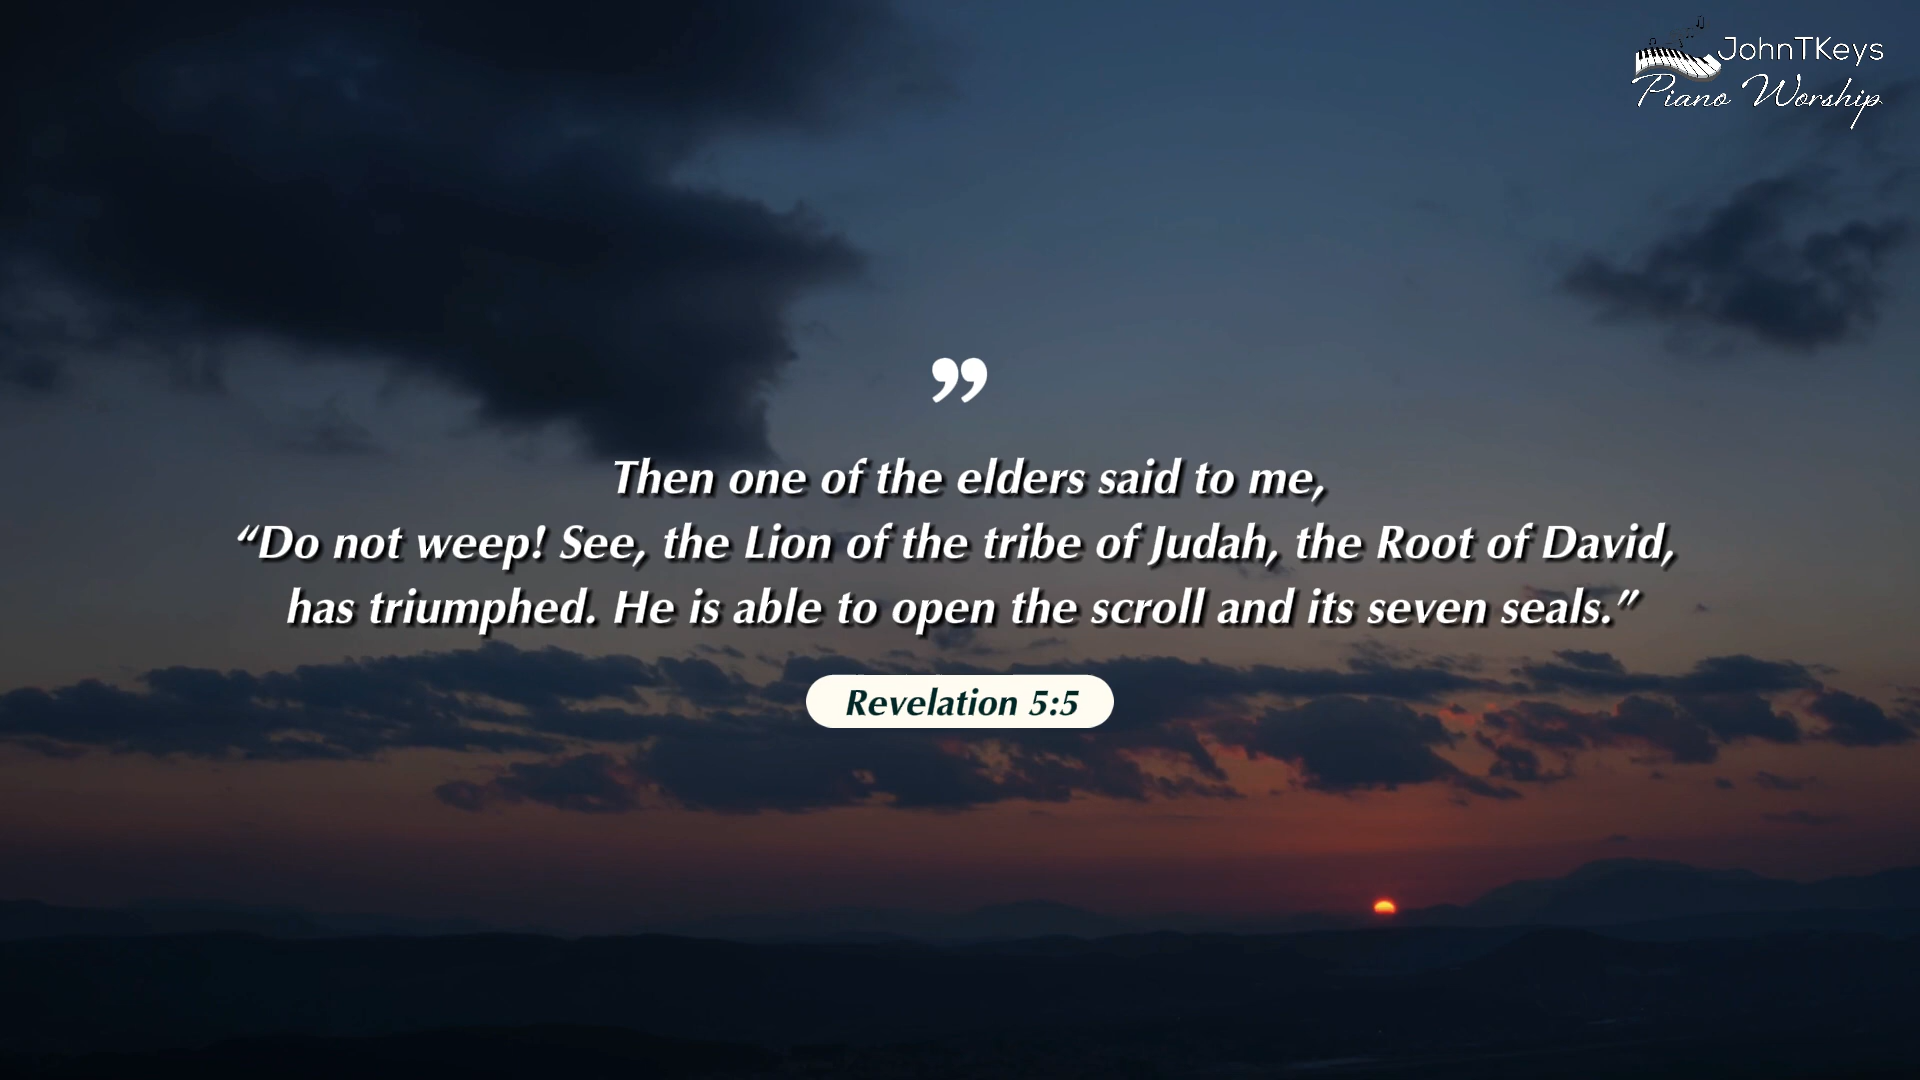 JohnTKeys
Piano Worship
”
Then one of the elders said to me,
“Do not weep! See, the Lion of the tribe of Judah, the Root of David,
has triumphed. He is able to open the scroll and its seven seals.”
Revelation 5:5